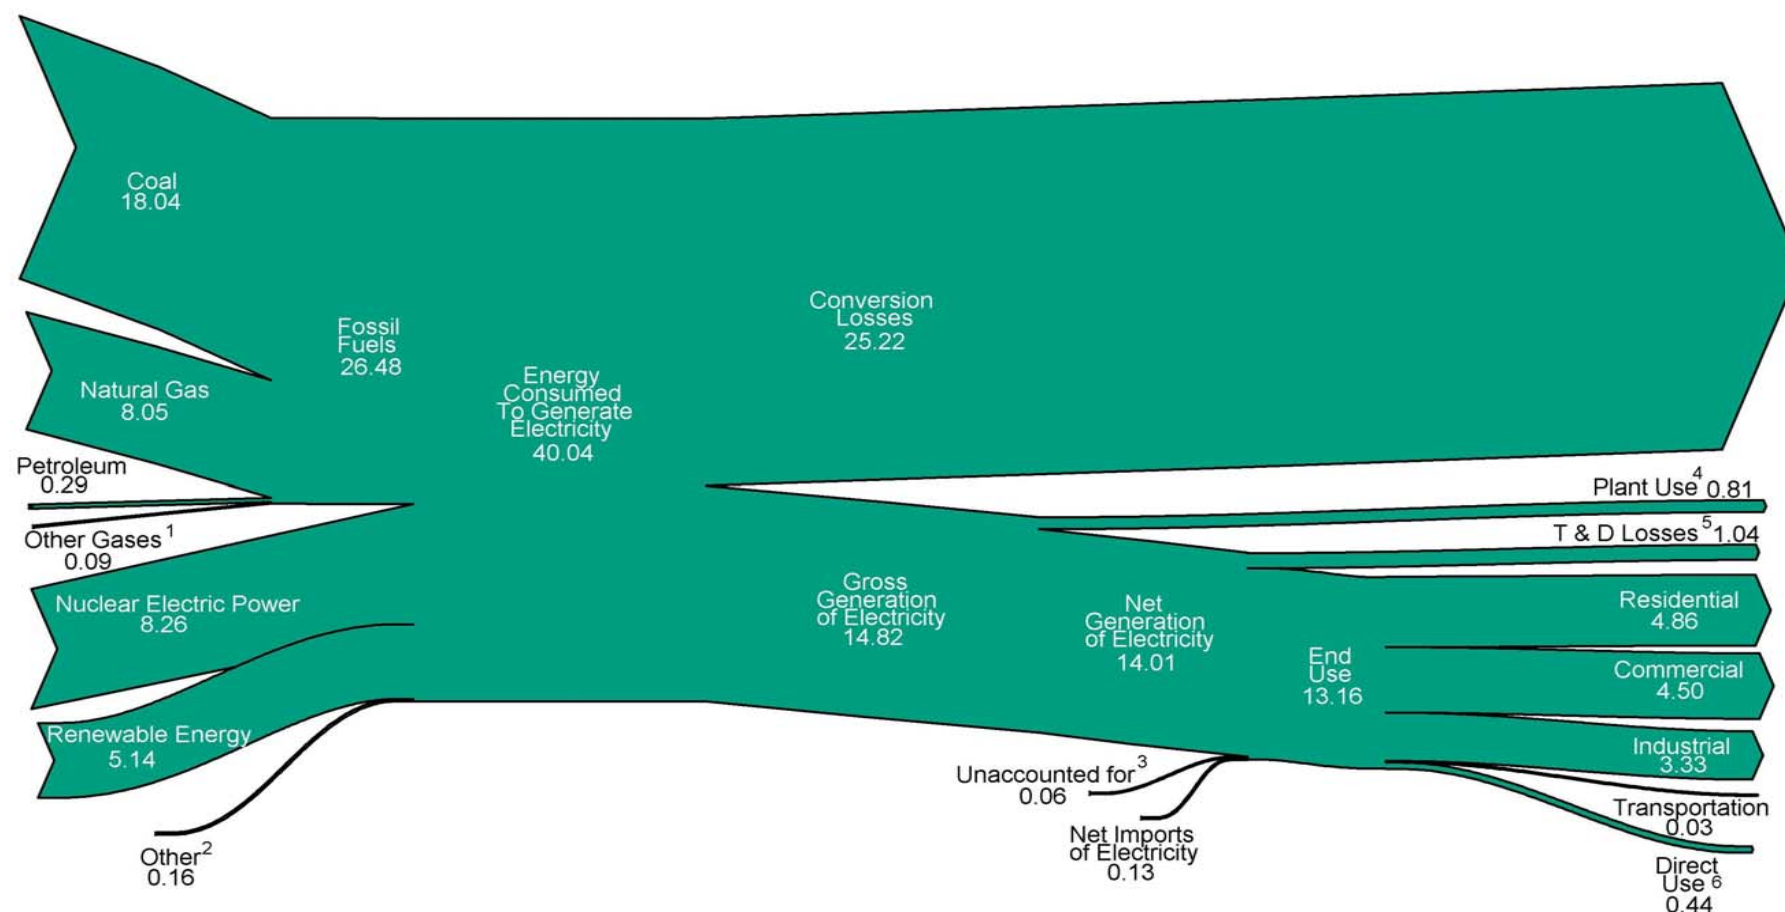 Coal
18.04
Natural Gas
8.05
Petroleum
0.29
Other Gases 1
0.09
Nuclear Electric Power
8.26
Renewable Energy
5.14
Other 2
0.16
Fossil
Fuels
26.48
Energy
Consumed
To Generate
Electricity
40.04
Conversion
Losses
25.22
Gross
Generation
of Electricity
14.82
Net
Generation
of Electricity
14.01
Unaccounted for 3
0.06
Net Imports
of Electricity
0.13
End
Use
13.16
Plant Use 4 0.81
T & D Losses 5 1.04
Residential
4.86
Commercial
4.50
Industrial
3.33
Transportation
0.03
Direct
Use 6
0.44